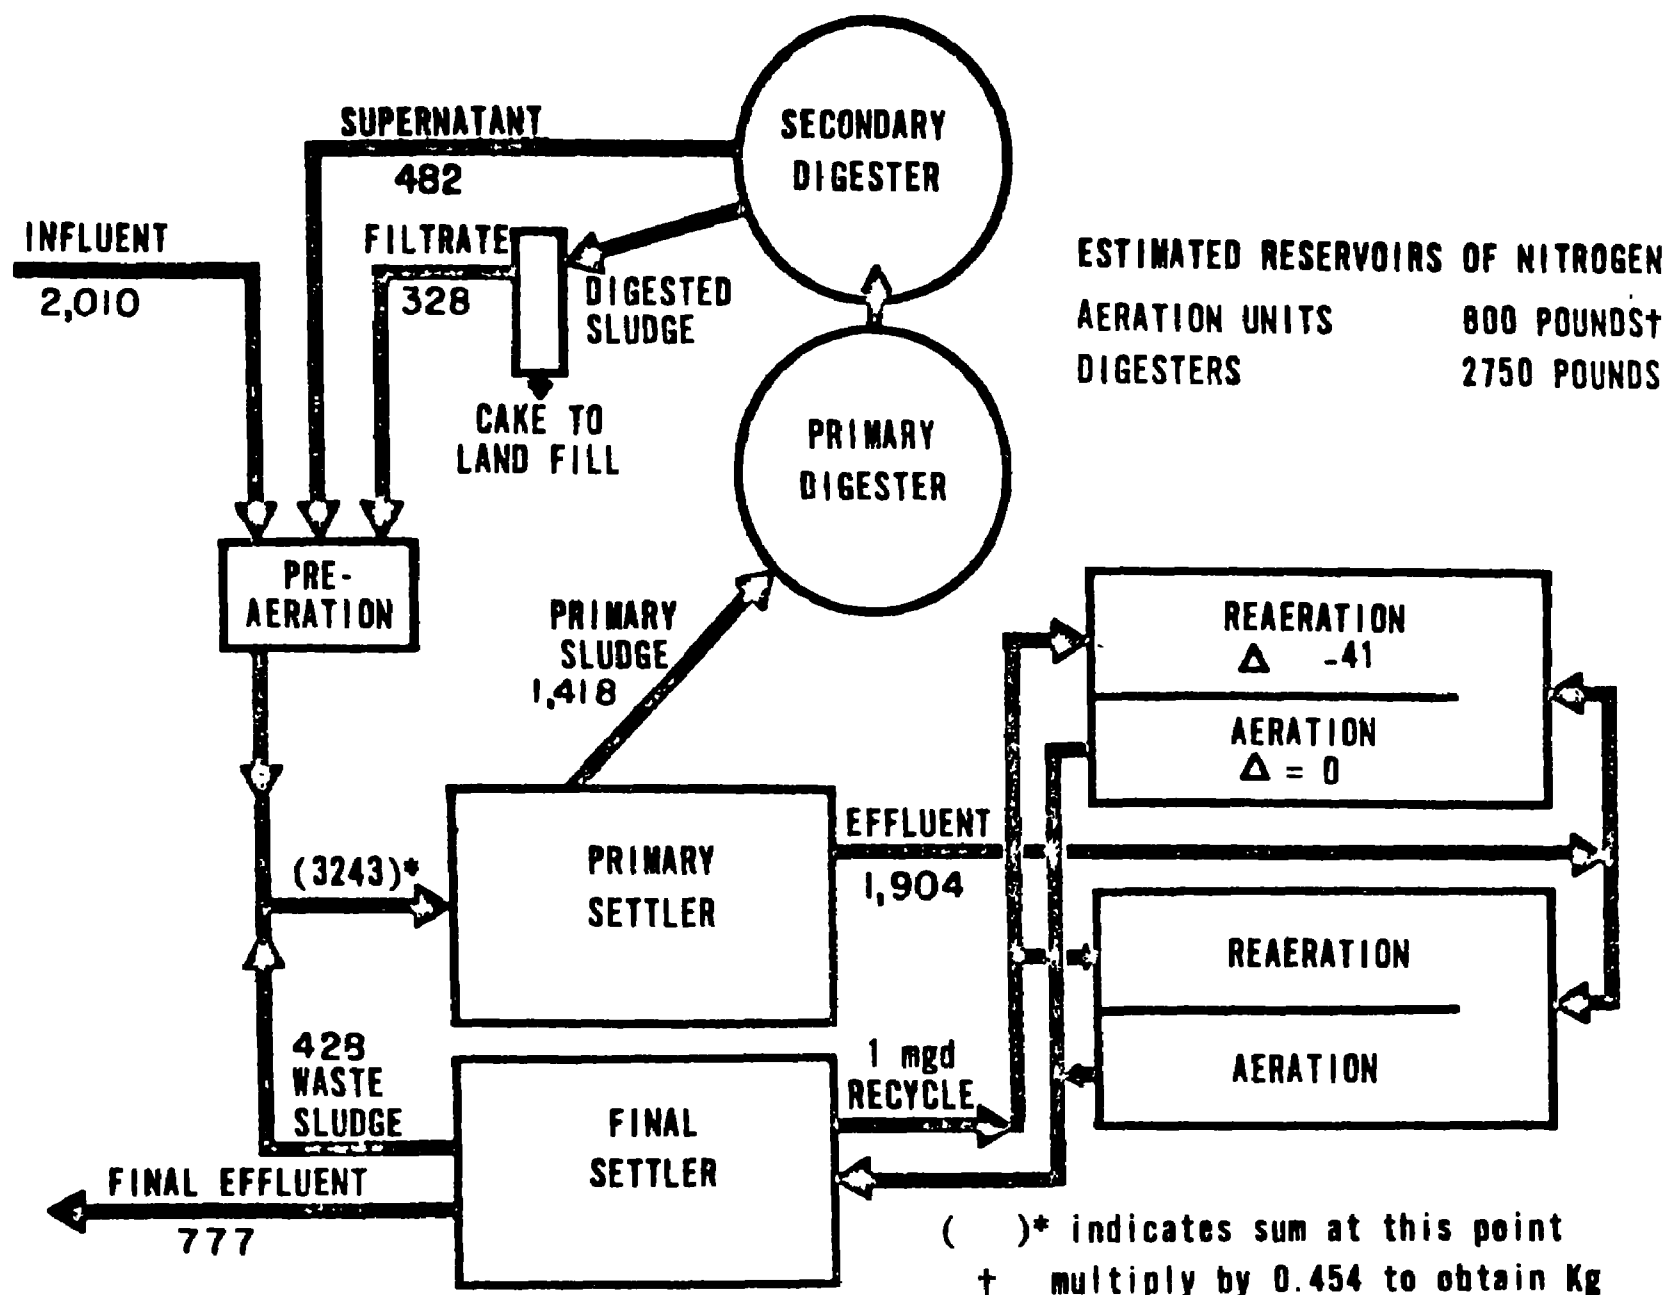 SUPERNATANT
482
SECONDARY
DIGESTER
INFLUENT
2,010
FILTRATE
328
DIGESTED
SLUDGE
CAKE TO
LAND FILL
ESTIMATED RESERVOIRS OF NITROGEN
AERATION UNITS 800 POUNDS†
DIGESTERS 2750 POUNDS
PRIMARY
DIGESTER
PRE-
AERATION
PRIMARY
SLUDGE
1,418
REAERATION
Δ -41
AERATION
Δ = 0
(3243)*
PRIMARY
SETTLER
EFFLUENT
1,904
REAERATION
AERATION
428
WASTE
SLUDGE
1 mgd
RECYCLE
FINAL
SETTLER
FINAL EFFLUENT
777
( )* indicates sum at this point
† multiply by 0.454 to obtain Kg